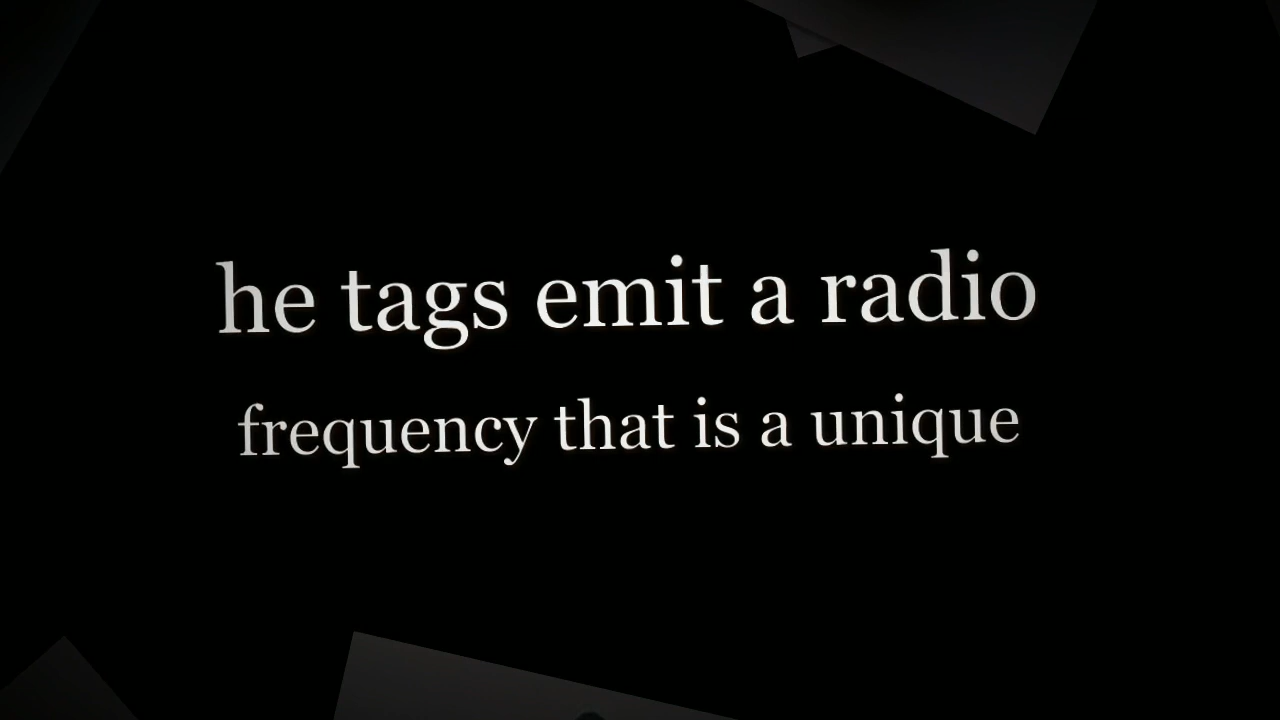 he tags emit a radio
frequency that is a unique